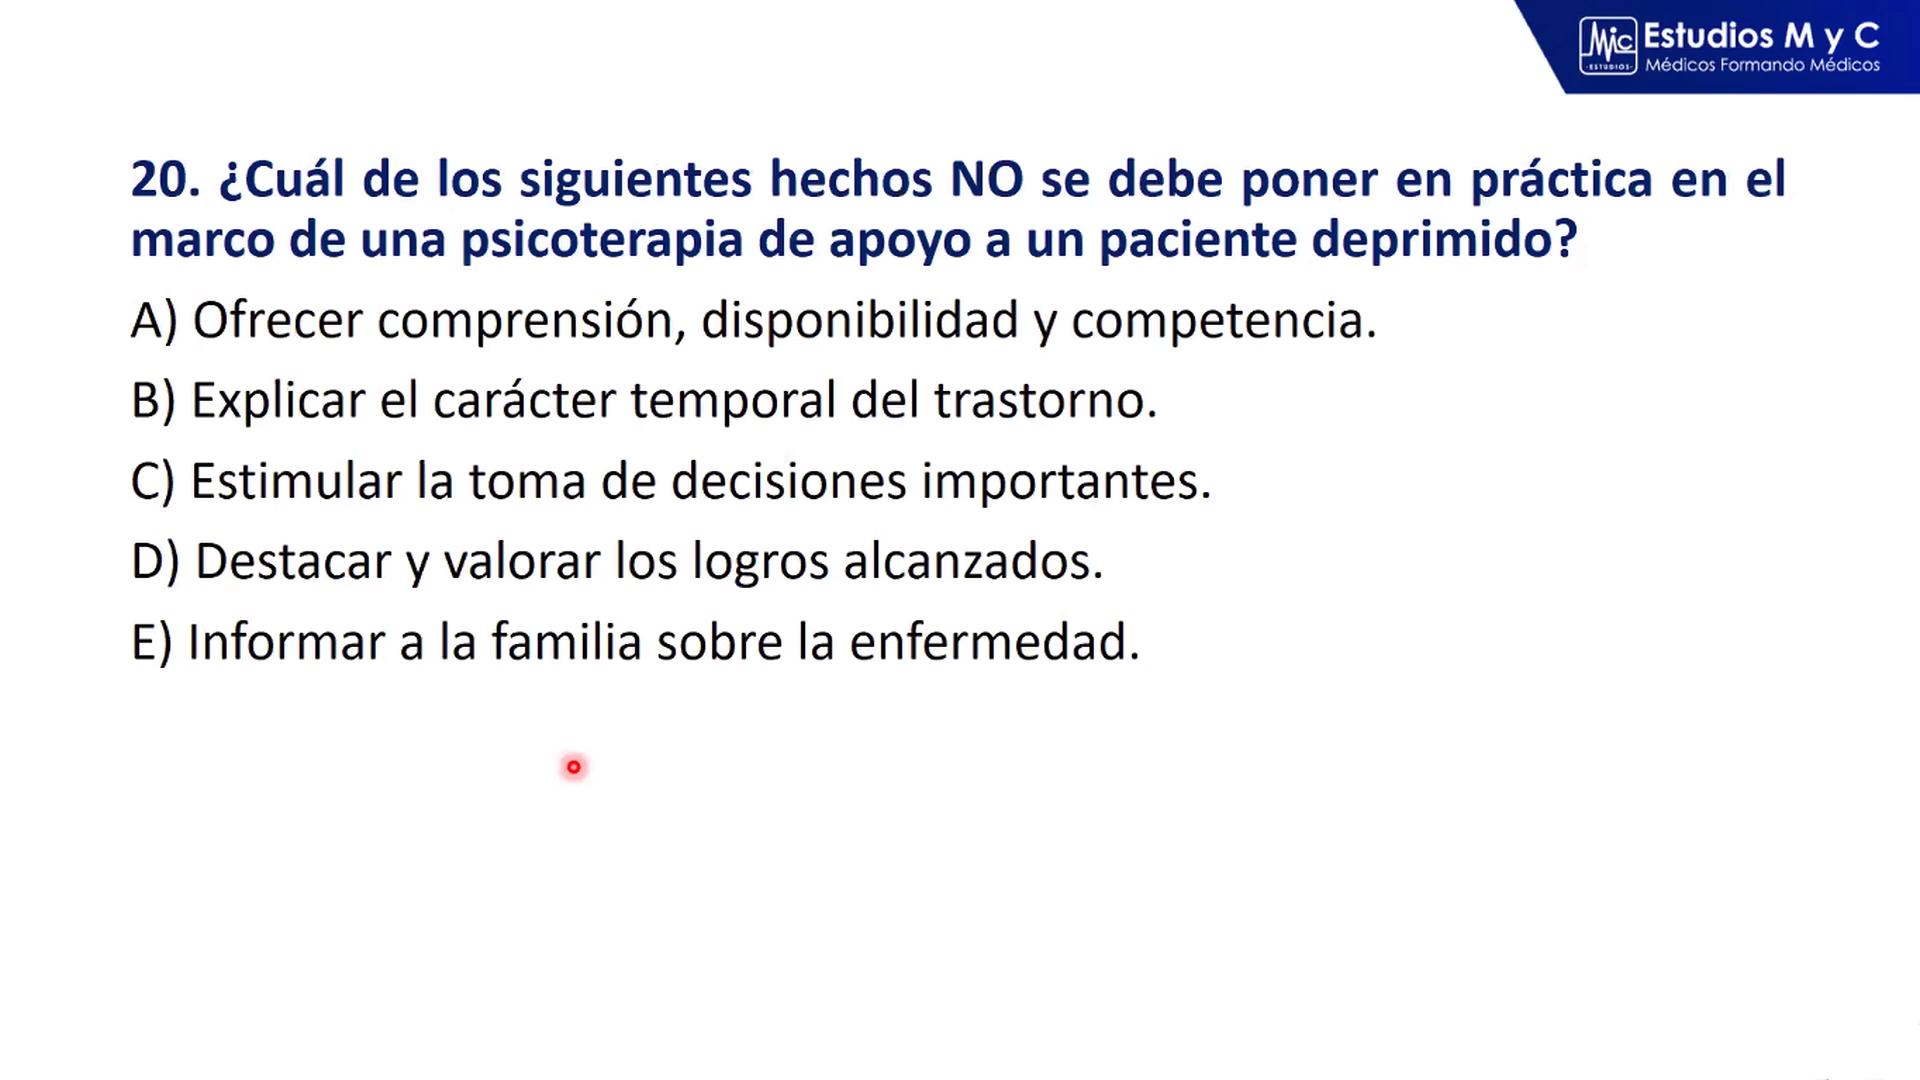 Mic
ESTUDIOS
Estudios M y C
Médicos Formando Médicos
20. ¿Cuál de los siguientes hechos NO se debe poner en práctica en el
marco de una psicoterapia de apoyo a un paciente deprimido?
A) Ofrecer comprensión, disponibilidad y competencia.
B) Explicar el carácter temporal del trastorno.
C) Estimular la toma de decisiones importantes.
D) Destacar y valorar los logros alcanzados.
E) Informar a la familia sobre la enfermedad.